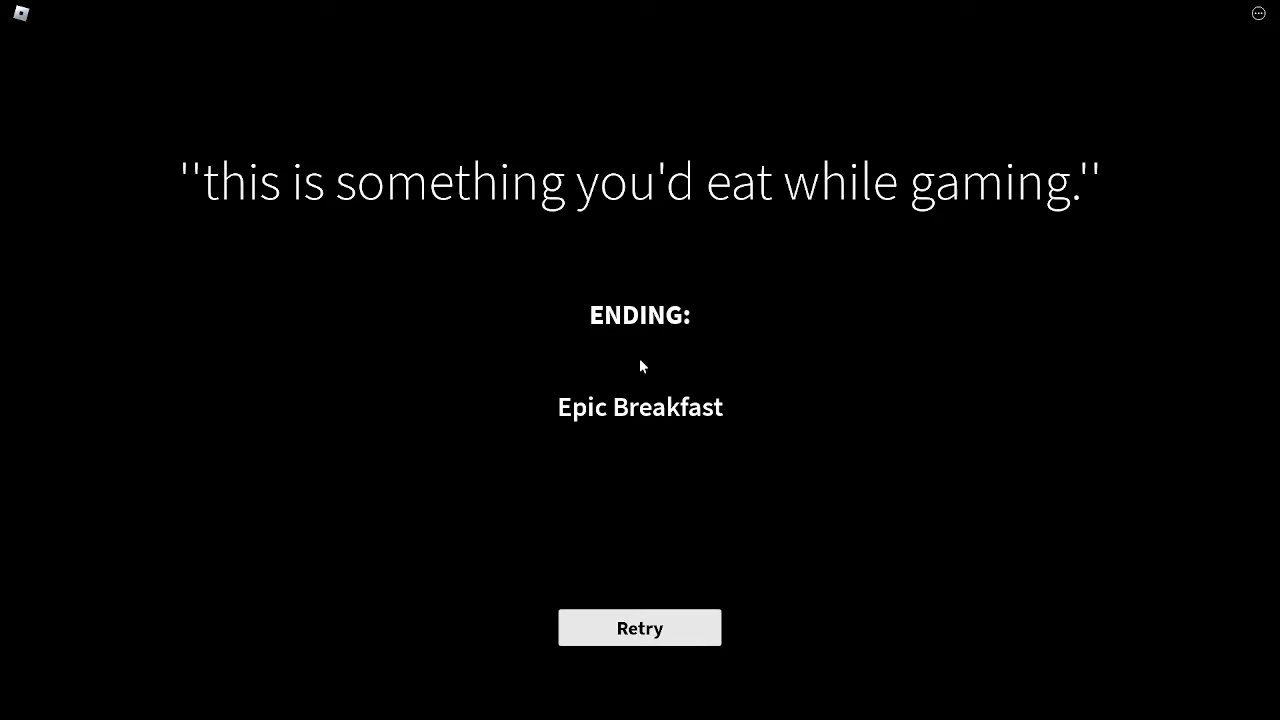 ''this is something you'd eat while gaming.''
ENDING:
Epic Breakfast
Retry